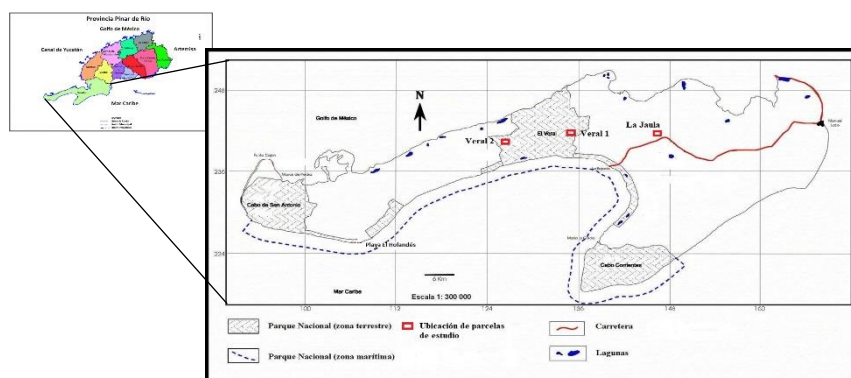 Provincia Pinar de Río
Golfo de México
Canal de Yucatán
Artemisa
Mar Caribe
248
236
224
N
Golfo de México
El Veral
Veral 1
Veral 2
La Jaula
Cabo de San Antonio
Playa El Holandés
Cabo Corrientes
Mar Caribe
6 Km
Escala 1: 300 000
100
112
124
136
148
160
Parque Nacional (zona terrestre)
Ubicación de parcelas
de estudio
Carretera
Parque Nacional (zona marítima)
Lagunas